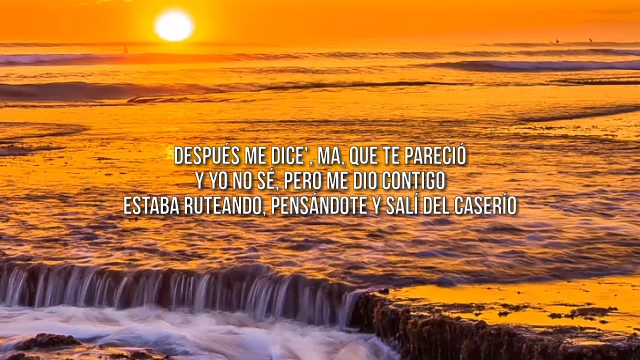 DESPUÉS ME DICE', MA, QUE TE PARECIÓ
Y YO NO SÉ, PERO ME DIO CONTIGO
ESTABA RUTEANDO, PENSÁNDOTE Y SALÍ DEL CASERÍO